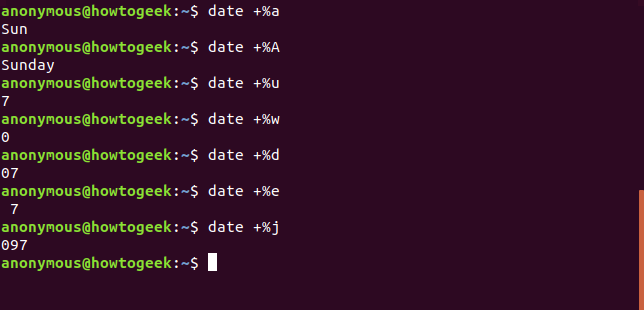 anonymous@howtogeek:~$ date +%a
Sun
anonymous@howtogeek:~$ date +%A
Sunday
anonymous@howtogeek:~$ date +%u
7
anonymous@howtogeek:~$ date +%w
0
anonymous@howtogeek:~$ date +%d
07
anonymous@howtogeek:~$ date +%e
 7
anonymous@howtogeek:~$ date +%j
097
anonymous@howtogeek:~$